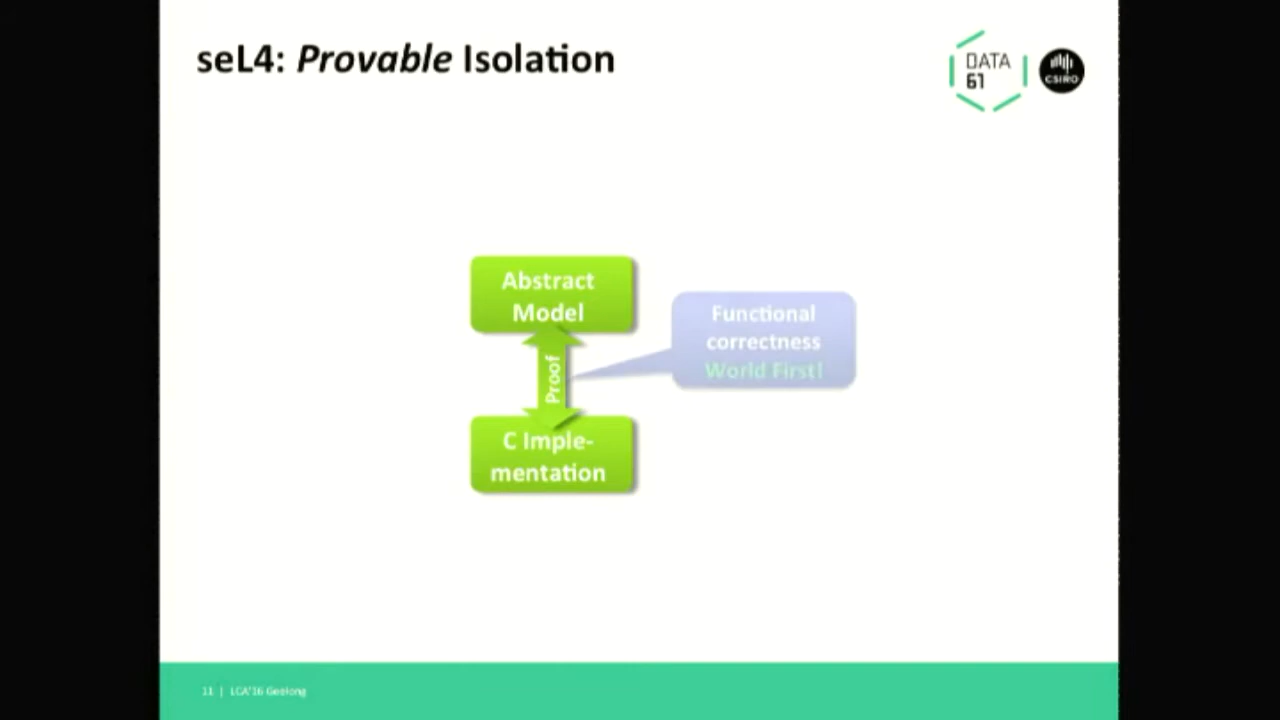 seL4: Provable Isolation
DATA
61
CSIRO
Abstract
Model
Proof
Functional
correctness
World First!
C Imple-
mentation
11 | LCA'16 Geelong